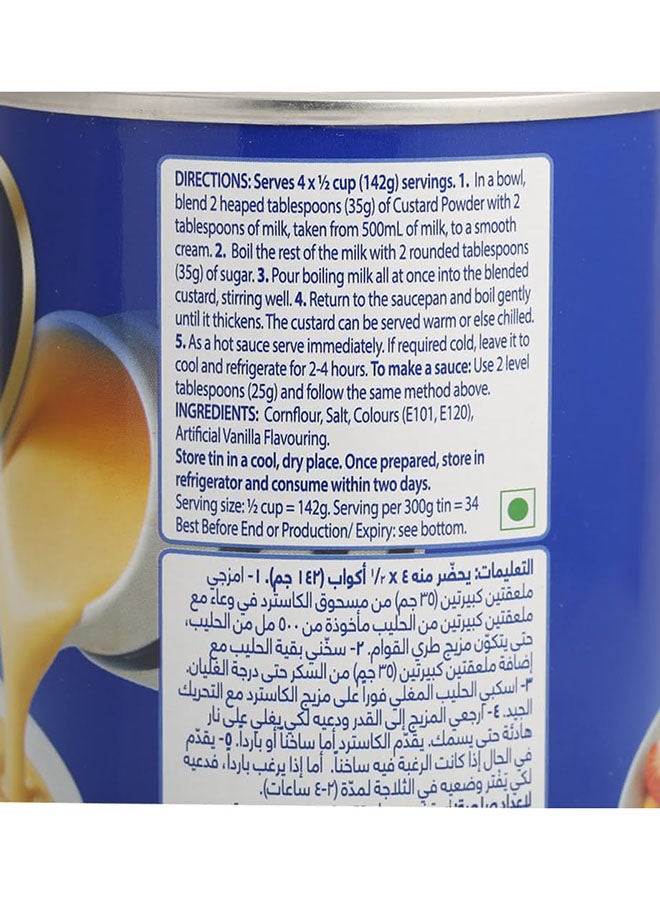 DIRECTIONS: Serves 4 x ½ cup (142g) servings. 1. In a bowl,
blend 2 heaped tablespoons (35g) of Custard Powder with 2
tablespoons of milk, taken from 500mL of milk, to a smooth
cream. 2. Boil the rest of the milk with 2 rounded tablespoons
(35g) of sugar. 3. Pour boiling milk all at once into the blended
custard, stirring well. 4. Return to the saucepan and boil gently
until it thickens. The custard can be served warm or else chilled.
5. As a hot sauce serve immediately. If required cold, leave it to
cool and refrigerate for 2-4 hours. To make a sauce: Use 2 level
tablespoons (25g) and follow the same method above.
INGREDIENTS: Cornflour, Salt, Colours (E101, E120),
Artificial Vanilla Flavouring.
Store tin in a cool, dry place. Once prepared, store in
refrigerator and consume within two days.
Serving size: ½ cup = 142g. Serving per 300g tin = 34
Best Before End or Production/ Expiry: see bottom.
التعليمات: يحضّر منه ٤ x ١/٢ أكواب (١٤٢ جم). ١- امزجي
ملعقتين كبيرتين (٣٥ جم) من مسحوق الكاسترد في وعاء مع
ملعقتين كبيرتين من الحليب مأخوذة من ٥٠٠ مل من الحليب،
حتى يتكوّن مزيج طري القوام. ٢- سخّني بقية الحليب مع
إضافة ملعقتين كبيرتين (٣٥ جم) من السكر حتى درجة الغليان.
٣- اسكبي الحليب المغلي فوراً على مزيج الكاسترد مع التحريك
الجيد. ٤- ارجعي المزيج إلى القدر ودعيه لكي يغلي على نار
هادئة حتى يسمك. يقدّم الكاسترد أما ساخناً أو بارداً. ٥- يقدّم
في الحال إذا كانت الرغبة فيه ساخناً. أما إذا يرغب بارداً، فدعيه
لكي يَفْتر وضعيه في الثلاجة لمدّة (٢-٤ ساعات).